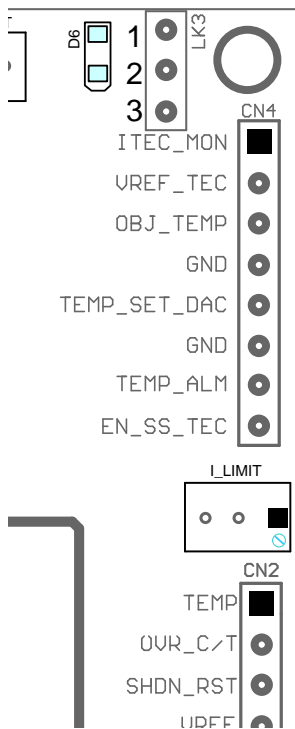 D6
1
2
3
LK3
CN4
ITEC_MON
VREF_TEC
OBJ_TEMP
GND
TEMP_SET_DAC
GND
TEMP_ALM
EN_SS_TEC
I_LIMIT
CN2
TEMP
OVR_C/T
SHDN_RST
VREF